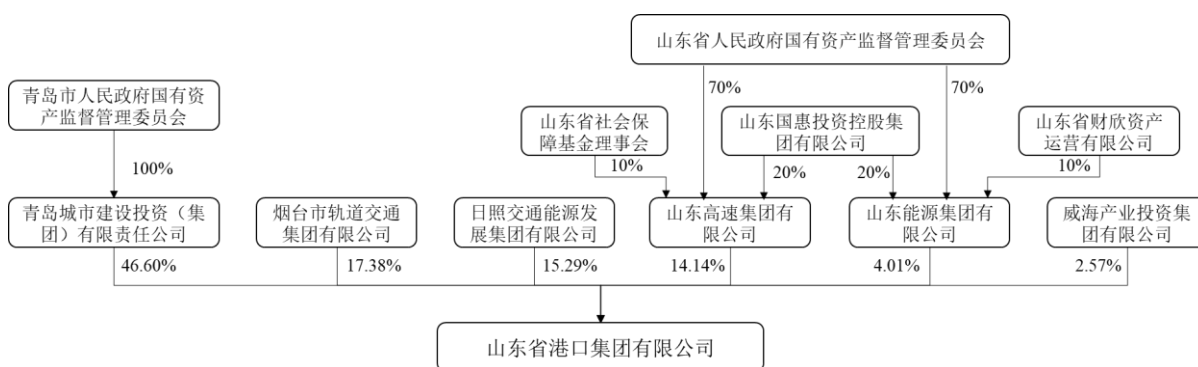 山东省人民政府国有资产监督管理委员会
青岛市人民政府国有资
产监督管理委员会
70%
70%
山东省社会保
障基金理事会
山东国惠投资控股集
团有限公司
山东省财欣资产
运营有限公司
100%
10%
20%
20%
10%
青岛城市建设投资（集
团）有限责任公司
烟台市轨道交通
集团有限公司
日照交通能源发
展集团有限公司
山东高速集团有
限公司
山东能源集团有
限公司
威海产业投资集
团有限公司
46.60%
17.38%
15.29%
14.14%
4.01%
2.57%
山东省港口集团有限公司